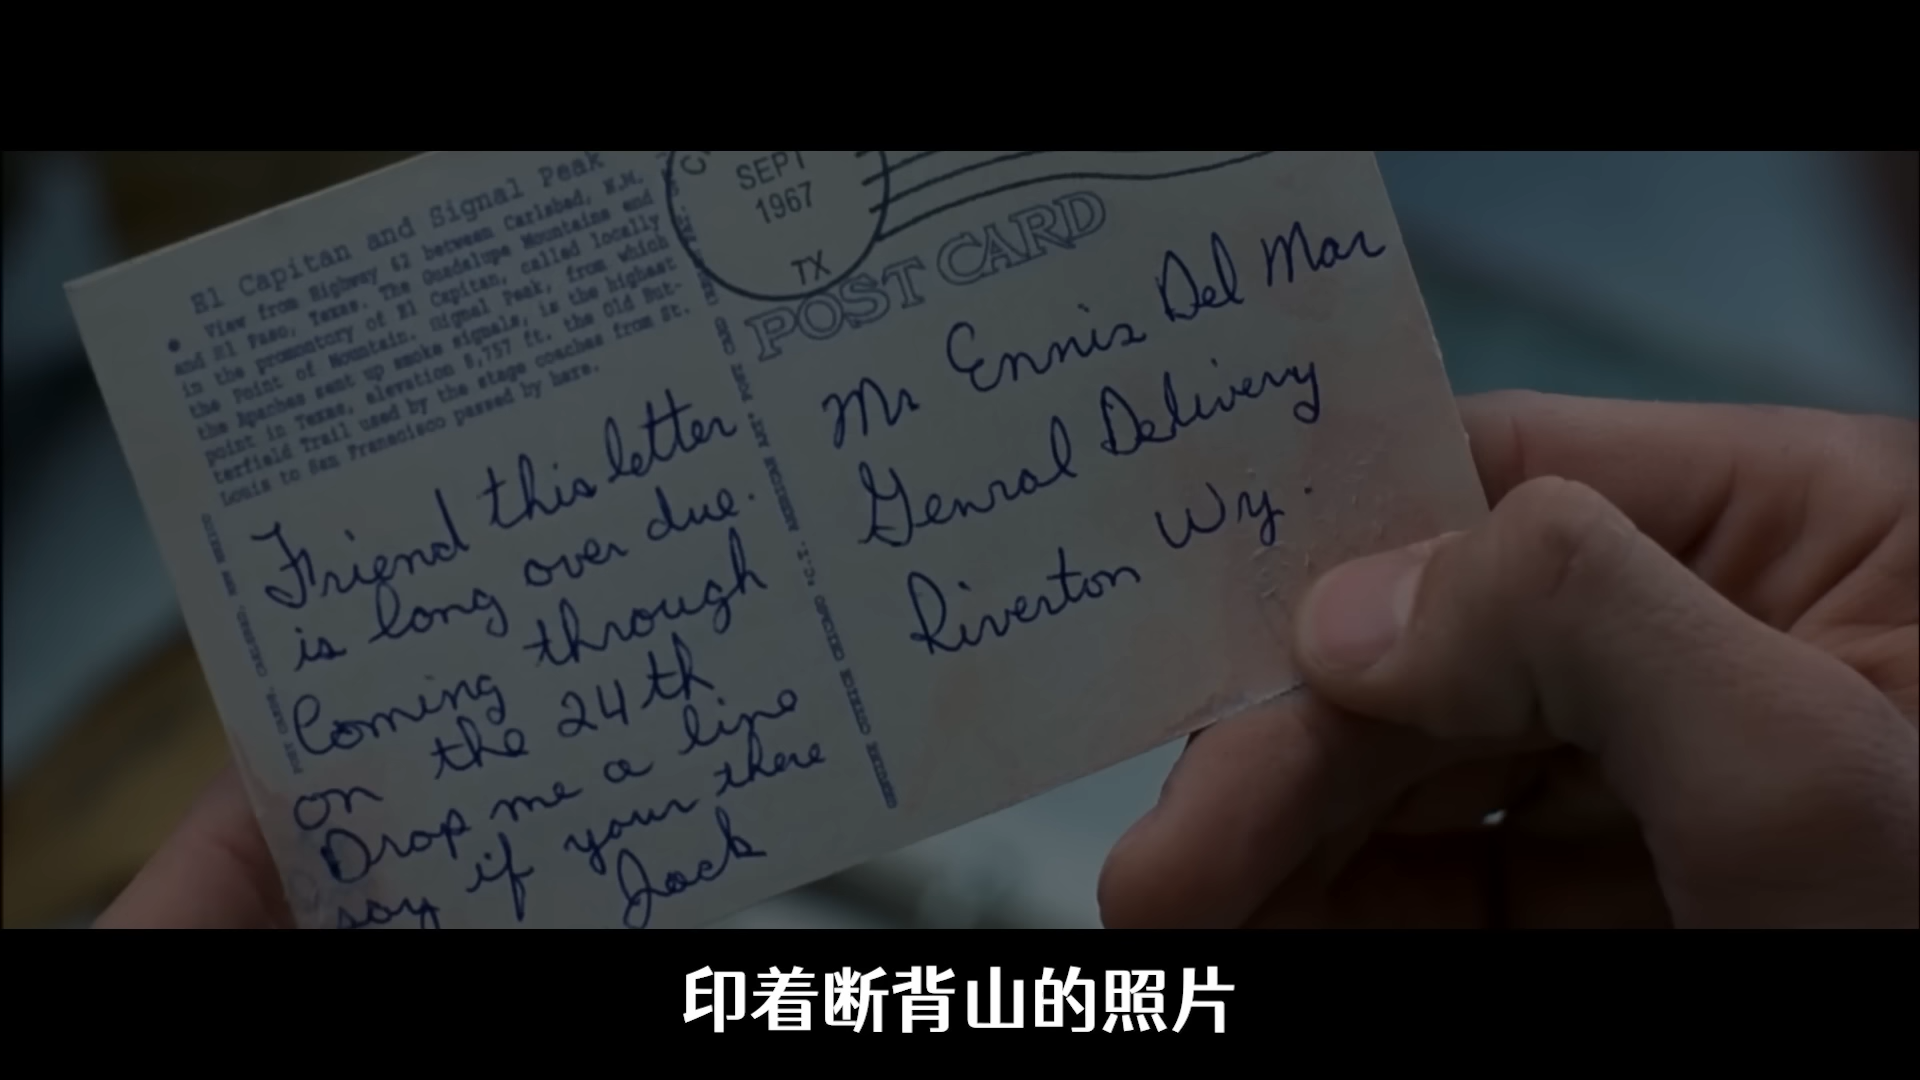 El Capitan and Signal Peak
View from Highway 62 between Carlsbad, N.M.
and El Paso, Texas. The Guadalupe Mountains end
in the promontory of El Capitan, called locally
the Point of Mountain. Signal Peak, from which
the Apaches sent up smoke signals, is the highest
point in Texas, elevation 8,757 ft. the Old But-
terfield Trail used by the stage coaches from St.
Louis to San Francisco passed by here.
Friend this letter
is long over due.
Coming through
on the 24th
Drop me a line
say if your there
Jack
SEPT
1967
TX
POST CARD
Mr Ennis Del Mar
Genral Delivery
Riverton Wy.
印着断背山的照片